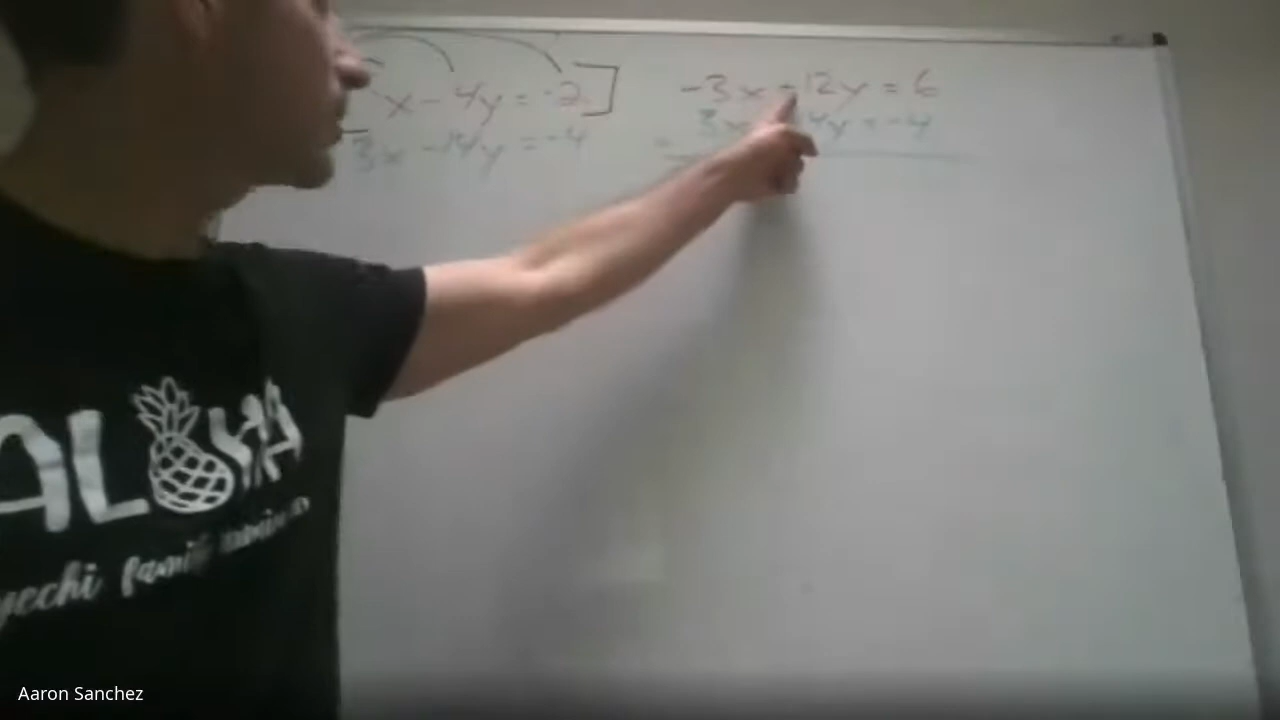 x - 4y = -2]
3x - 14y = -4
-3x + 12y = 6
3x 14y = -4
ALOHA
Aaron Sanchez